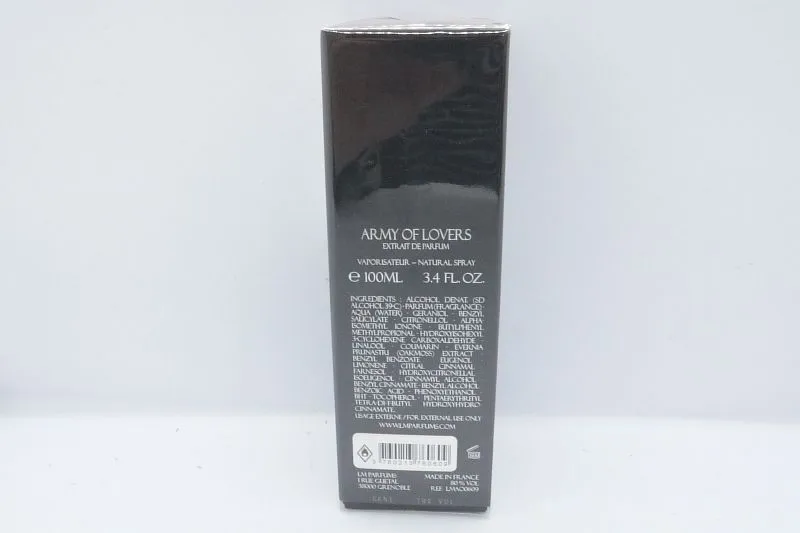 ARMY OF LOVERS
EXTRAIT DE PARFUM
VAPORISATEUR – NATURAL SPRAY
℮ 100ML 3.4 FL. OZ.
INGREDIENTS : ALCOHOL DENAT. (SD
ALCOHOL 39-C) · PARFUM (FRAGRANCE) ·
AQUA (WATER) · GERANIOL · BENZYL
SALICYLATE · CITRONELLOL · ALPHA-
ISOMETHYL IONONE · BUTYLPHENYL
METHYLPROPIONAL · HYDROXYISOHEXYL
3-CYCLOHEXENE CARBOXALDEHYDE ·
LINALOOL · COUMARIN · EVERNIA
PRUNASTRI (OAKMOSS) EXTRACT ·
BENZYL BENZOATE · EUGENOL ·
LIMONENE · CITRAL · CINNAMAL ·
FARNESOL · HYDROXYCITRONELLAL ·
ISOEUGENOL · CINNAMYL ALCOHOL ·
BENZYL CINNAMATE · BENZYL ALCOHOL ·
BENZOIC ACID · PHENOXYETHANOL ·
BHT · TOCOPHEROL · PENTAERYTHRITYL
TETRA-DI-T-BUTYL HYDROXYHYDRO-
CINNAMATE.
USAGE EXTERNE / FOR EXTERNAL USE ONLY
WWW.LMPARFUMS.COM
LM PARFUMS
1 RUE GUETAL
38000 GRENOBLE
MADE IN FRANCE
80 % VOL
REF. LMAO0609